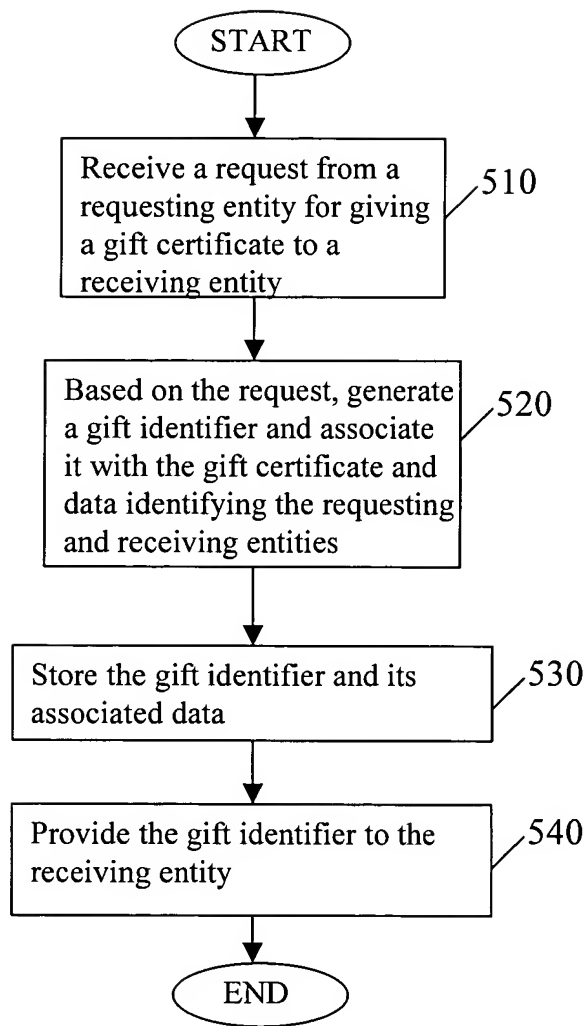 START
Receive a request from a
requesting entity for giving
a gift certificate to a
receiving entity
510
Based on the request, generate
a gift identifier and associate
it with the gift certificate and
data identifying the requesting
and receiving entities
520
Store the gift identifier and its
associated data
530
Provide the gift identifier to the
receiving entity
540
END